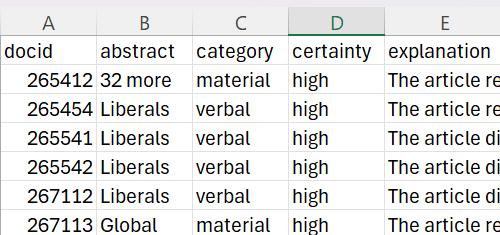 A B C D E
docid abstract category certainty explanation
265412 32 more material high The article re
265454 Liberals verbal high The article re
265541 Liberals verbal high The article di
265542 Liberals verbal high The article di
267112 Liberals verbal high The article di
267113 Global material high The article re